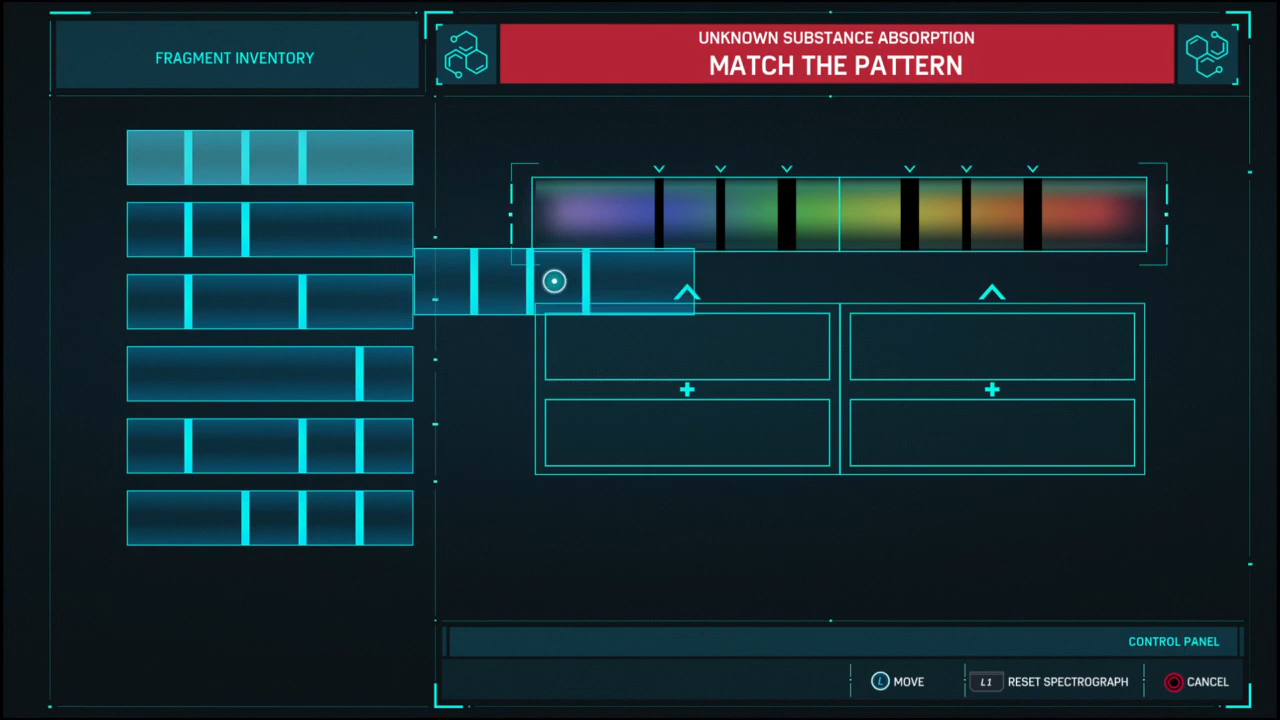 FRAGMENT INVENTORY
UNKNOWN SUBSTANCE ABSORPTION
MATCH THE PATTERN
CONTROL PANEL
L MOVE
L1 RESET SPECTROGRAPH
CANCEL